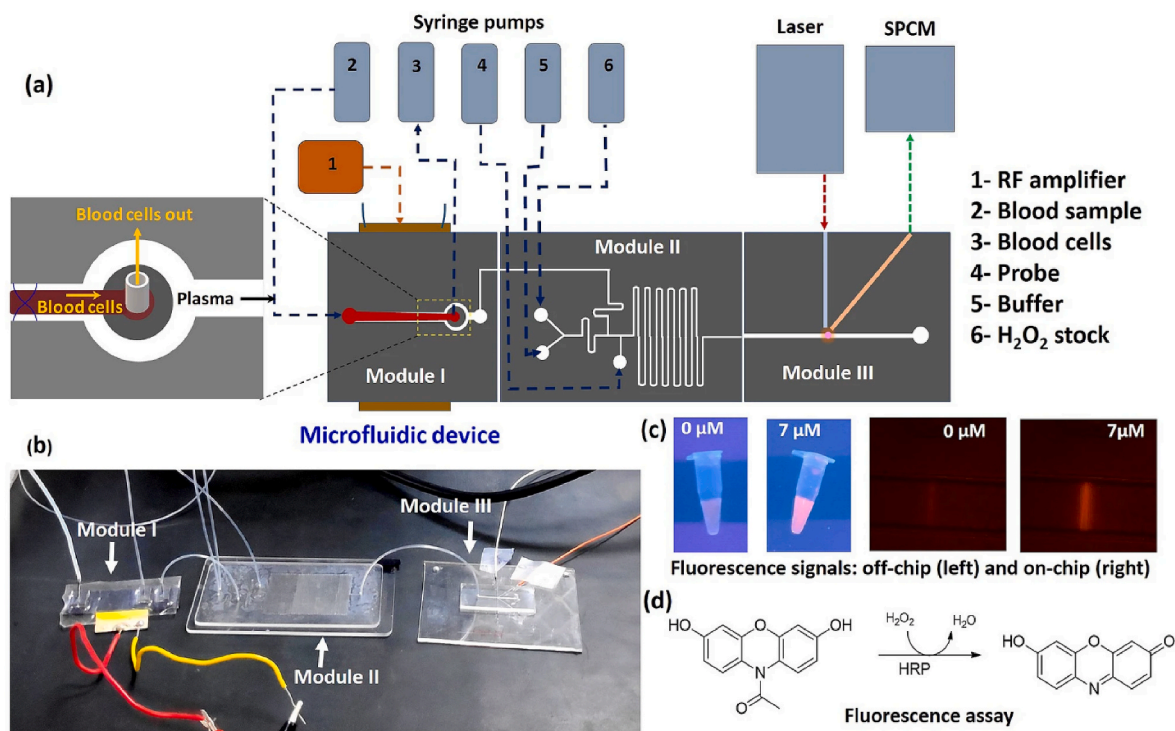 Syringe pumps
Laser
SPCM
(a)
2
3
4
5
6
1
Blood cells out
Blood cells
Plasma
Module I
Module II
Module III
1- RF amplifier
2- Blood sample
3- Blood cells
4- Probe
5- Buffer
6- H₂O₂ stock
Microfluidic device
(b)
Module I
Module II
Module III
(c)
0 µM
7 µM
0 µM
7µM
Fluorescence signals: off-chip (left) and on-chip (right)
(d)
HO
O
OH
N
O
H₂O₂
H₂O
HRP
HO
O
O
N
Fluorescence assay